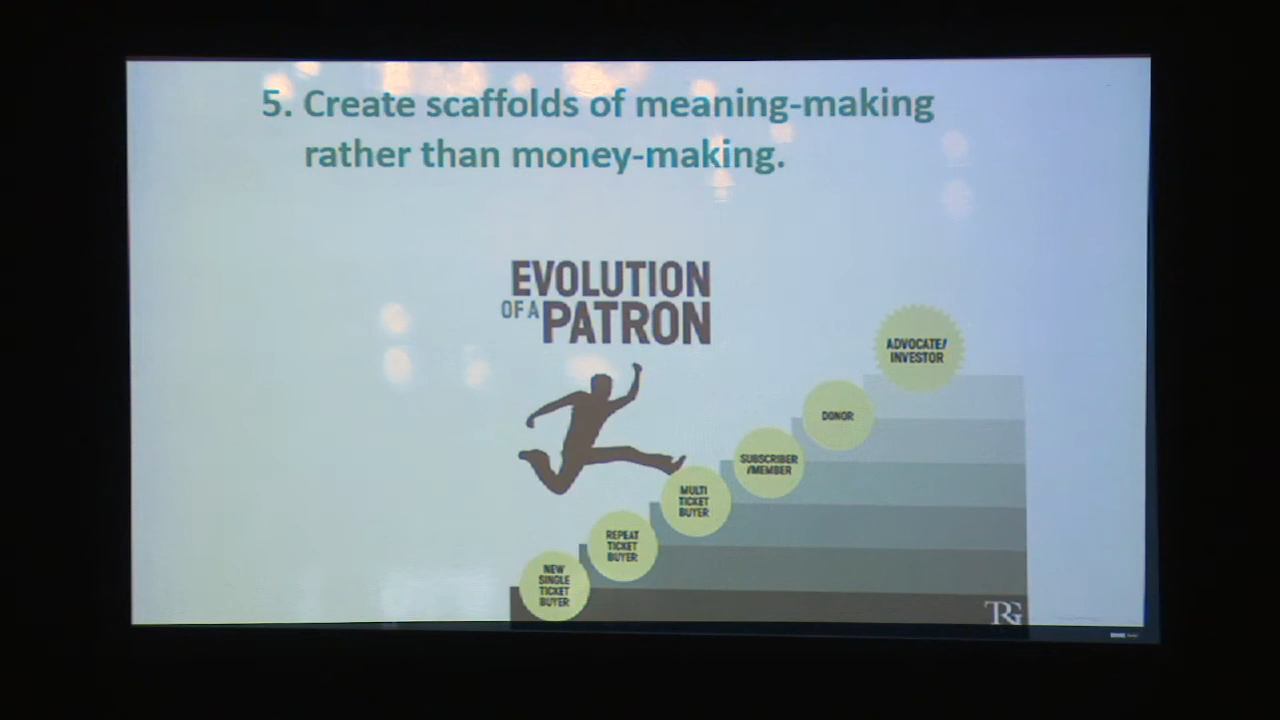 5. Create scaffolds of meaning-making
rather than money-making.
EVOLUTION
OF A PATRON
ADVOCATE/
INVESTOR
DONOR
SUBSCRIBER
/MEMBER
MULTI
TICKET
BUYER
REPEAT
TICKET
BUYER
NEW
SINGLE
TICKET
BUYER
TRG